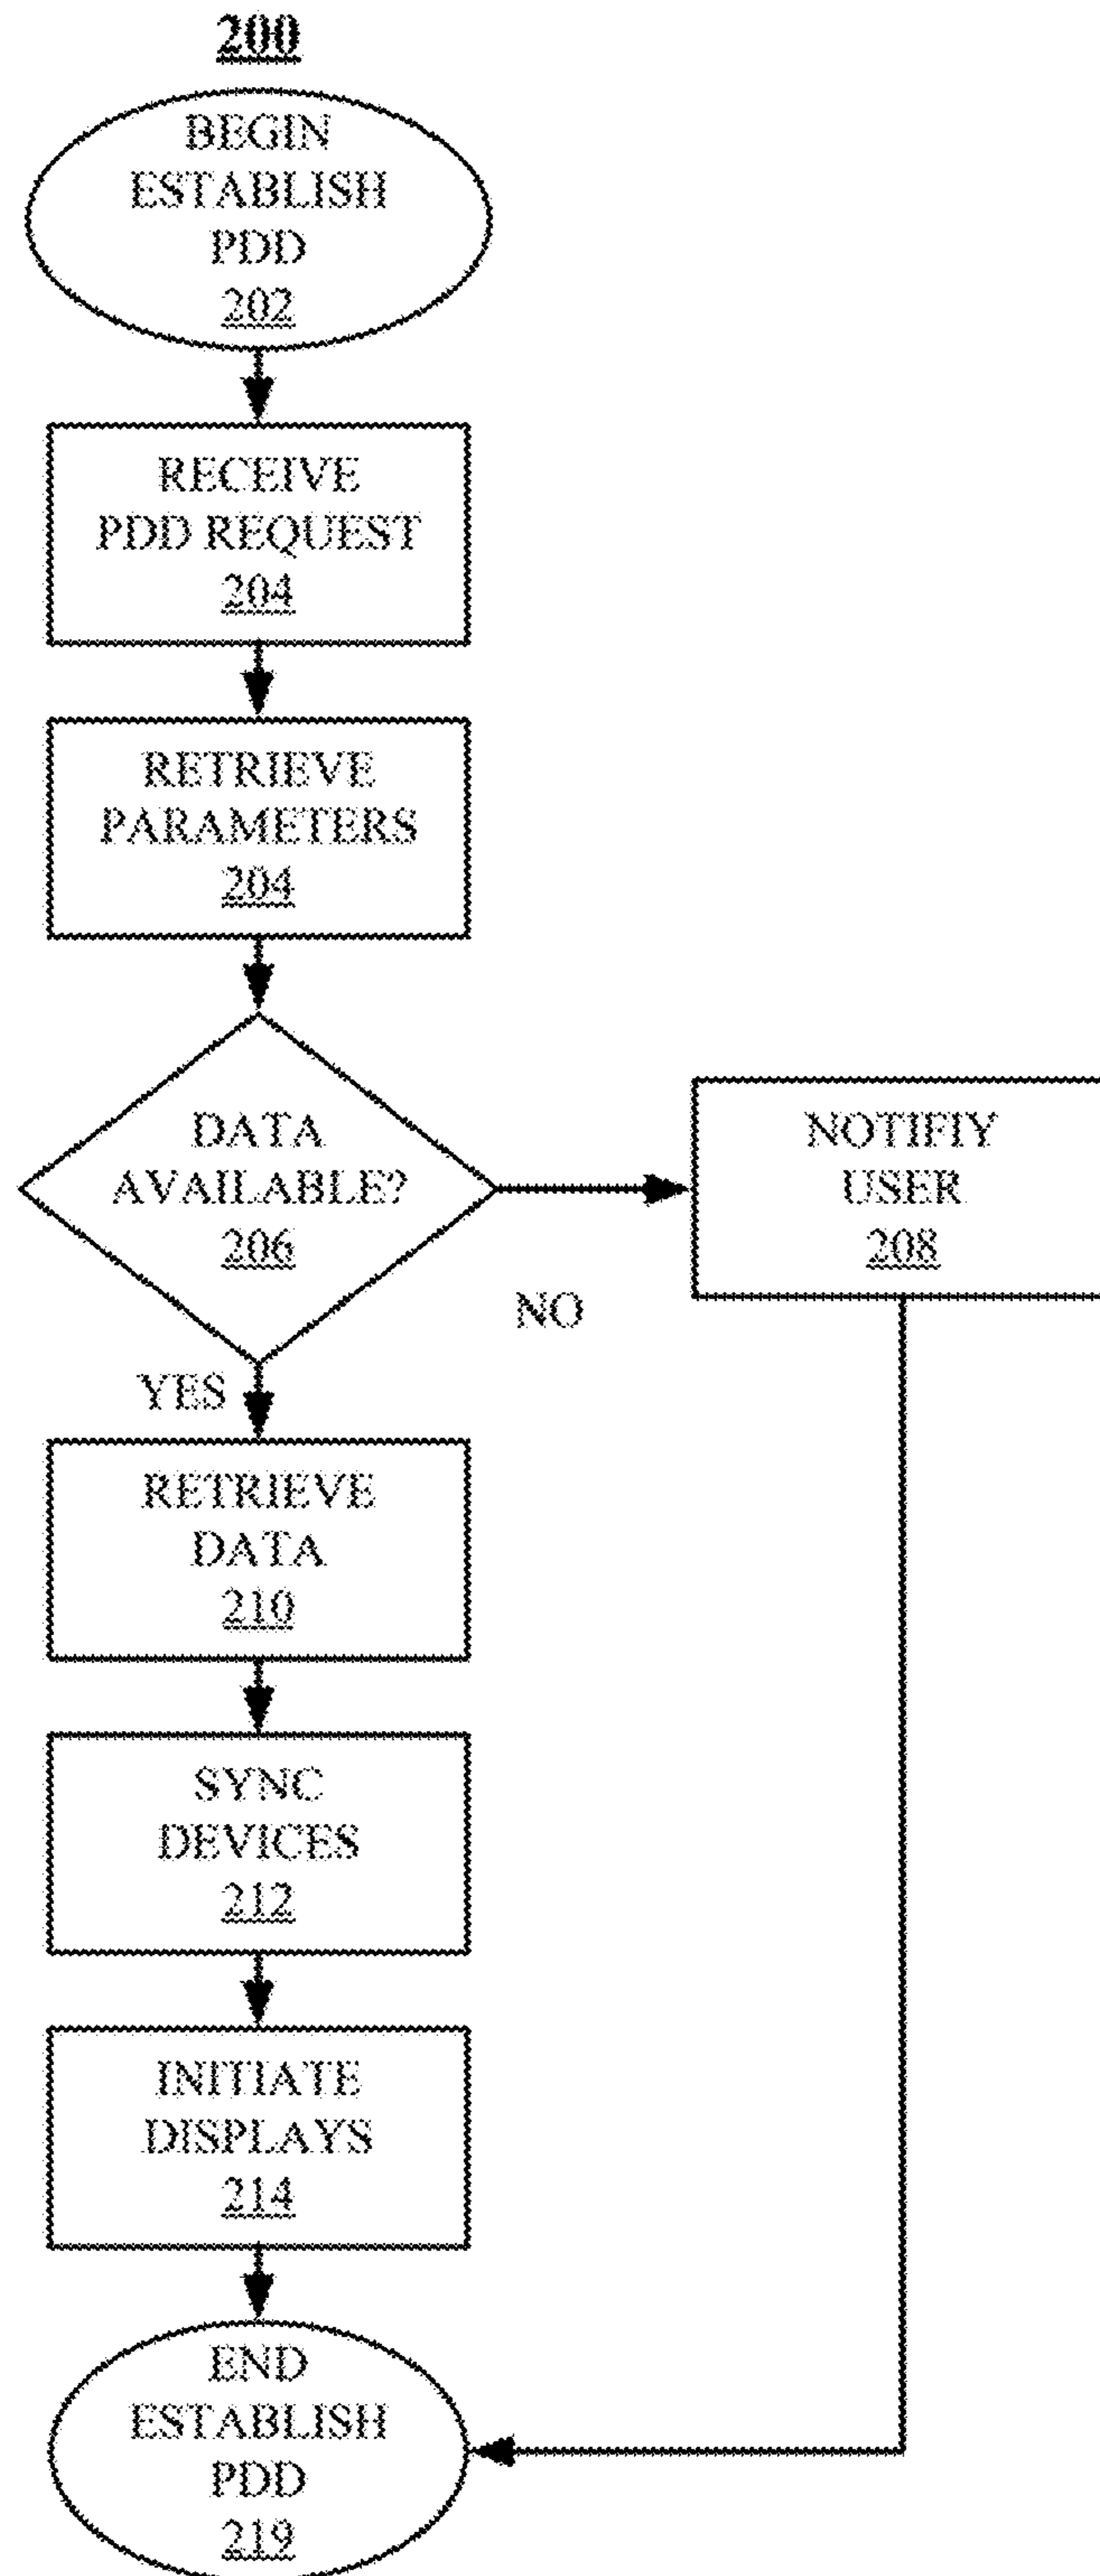 200
BEGIN
ESTABLISH
PDD
202
RECEIVE
PDD REQUEST
204
RETRIEVE
PARAMETERS
204
DATA
AVAILABLE?
206
NOTIFIY
USER
208
NO
YES
RETRIEVE
DATA
210
SYNC
DEVICES
212
INITIATE
DISPLAYS
214
END
ESTABLISH
PDD
219